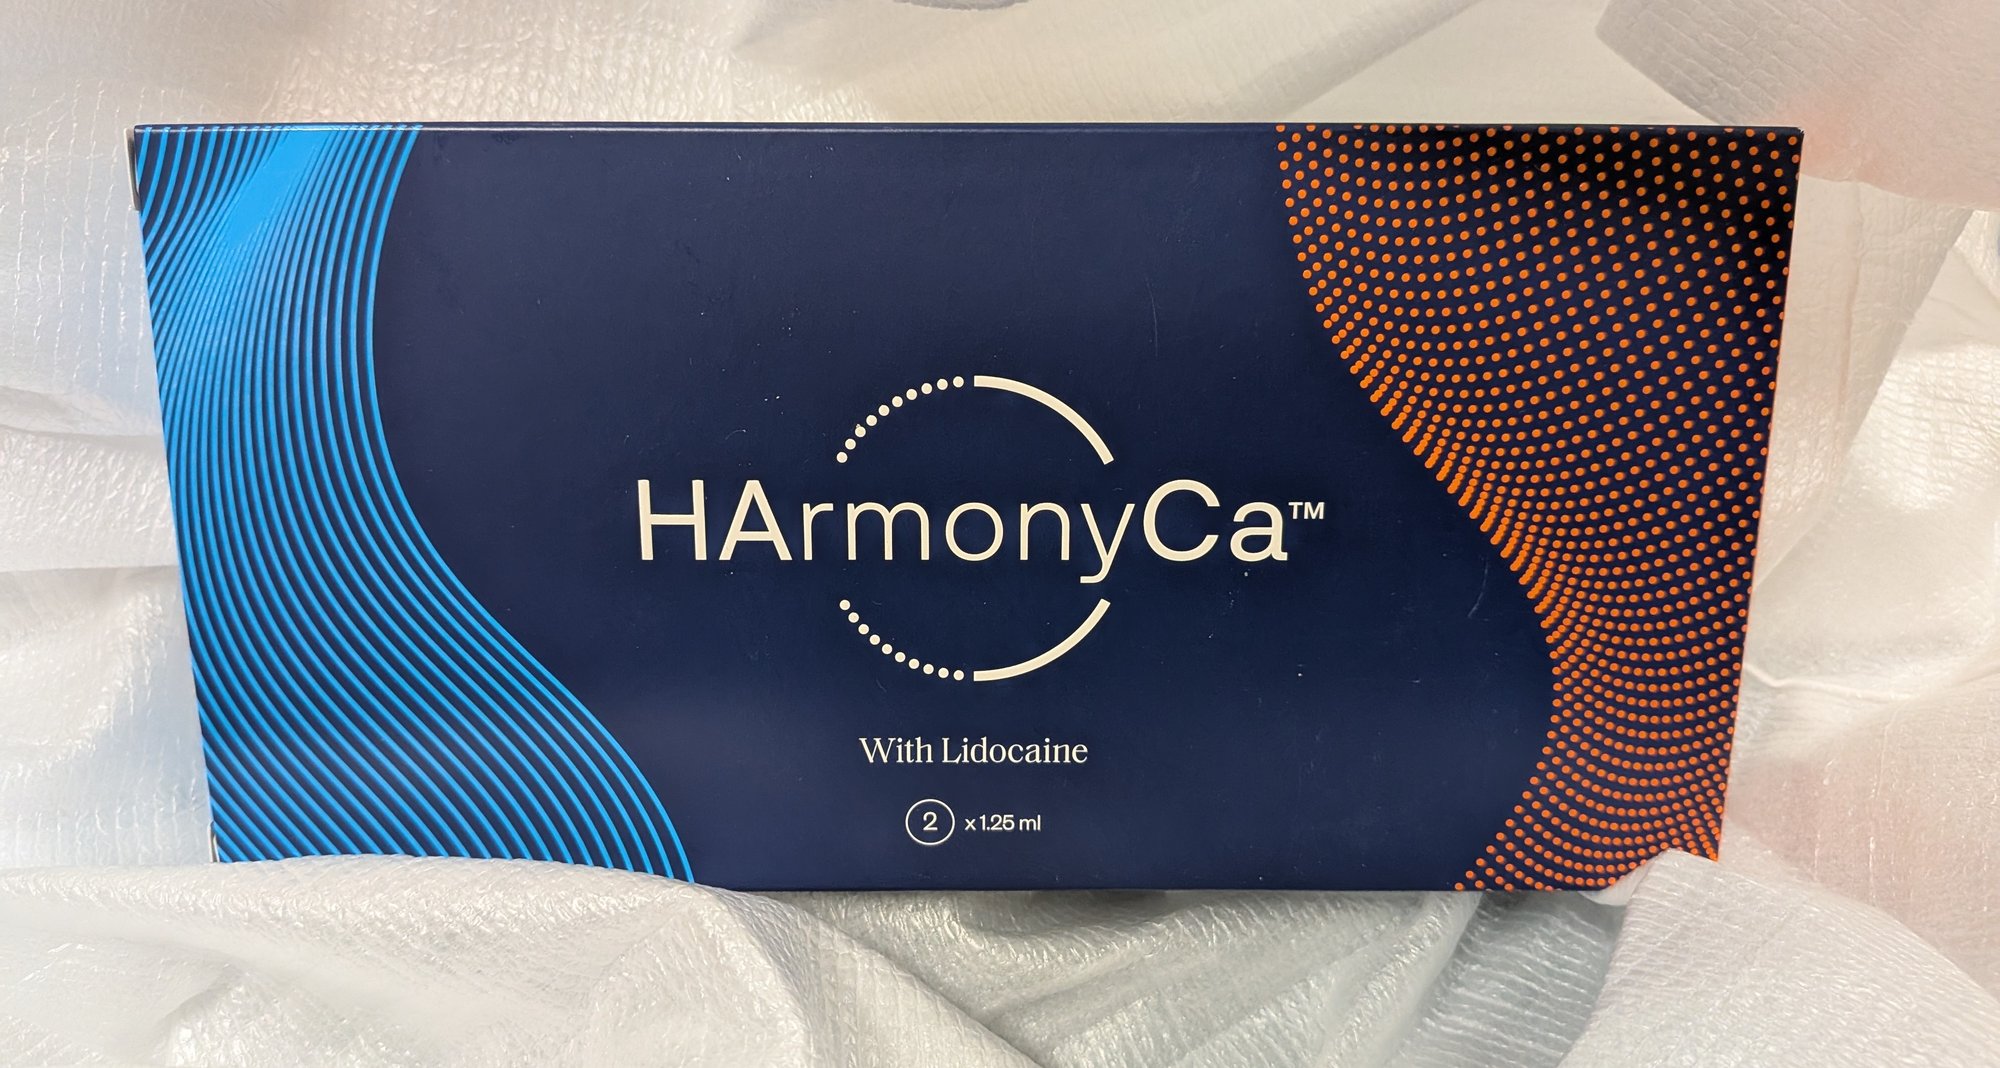 HArmonyCa™
With Lidocaine
2 x 1.25 ml